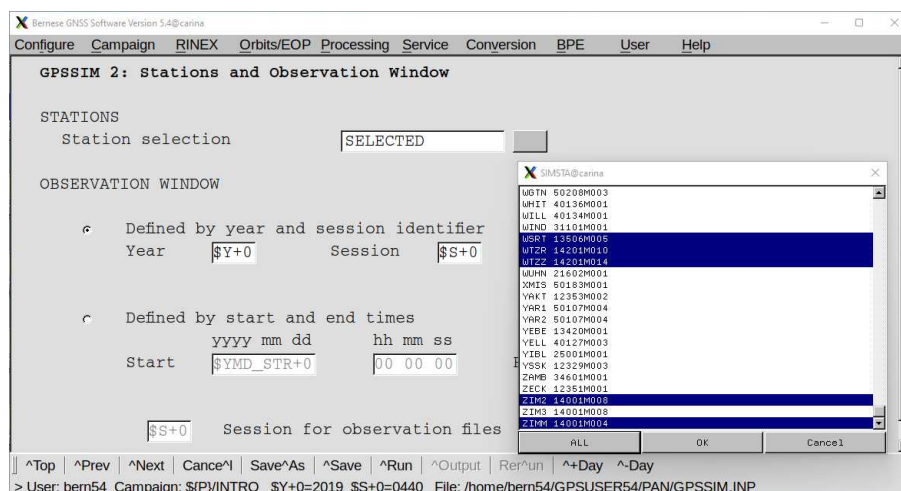 Bernese GNSS Software Version 5.4@carina
Configure Campaign RINEX Orbits/EOP Processing Service Conversion BPE User Help
GPSSIM 2: Stations and Observation Window
STATIONS
Station selection SELECTED
OBSERVATION WINDOW
Defined by year and session identifier
Year $Y+0 Session $S+0
Defined by start and end times
yyyy mm dd hh mm ss
Start $YMD_STR+0 00 00 00
$S+0 Session for observation files
SIMSTA@carina
WGTN 50208M003
WHIT 40136M001
WILL 40134M001
WIND 31101M001
WSRT 13506M005
WTZR 14201M010
WTZZ 14201M014
WUHN 21602M001
XMIS 50183M001
YAKT 12353M002
YAR1 50107M004
YAR2 50107M004
YEBE 13420M001
YELL 40127M003
YIBL 25001M001
YSSK 12329M003
ZAMB 34601M001
ZECK 12351M001
ZIM2 14001M008
ZIM3 14001M008
ZIMM 14001M004
ALL OK Cancel
^Top ^Prev ^Next Cance^l Save^As ^Save ^Run ^Output Rer^un ^+Day ^-Day
> User: bern54 Campaign: ${P}/INTRO $Y+0=2019 $S+0=0440 File: /home/bern54/GPSUSER54/PAN/GPSSIM.INP